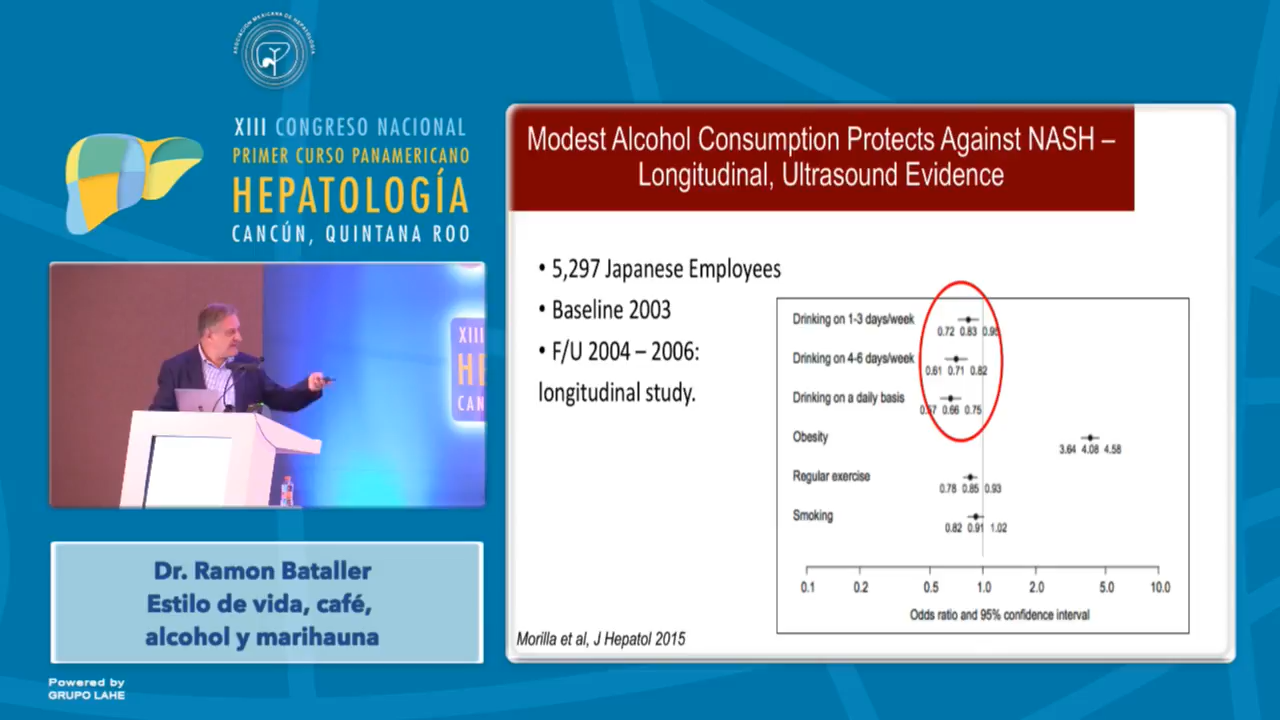 ASOCIACIÓN MEXICANA DE HEPATOLOGÍA
XIII CONGRESO NACIONAL
PRIMER CURSO PANAMERICANO
HEPATOLOGÍA
CANCÚN, QUINTANA ROO
XIII
H
CAN
Dr. Ramon Bataller
Estilo de vida, café,
alcohol y marihauna
Powered by
GRUPO LAHE
Modest Alcohol Consumption Protects Against NASH –
Longitudinal, Ultrasound Evidence
• 5,297 Japanese Employees
• Baseline 2003
• F/U 2004 – 2006:
longitudinal study.
Drinking on 1-3 days/week
0.72 0.83 0.95
Drinking on 4-6 days/week
0.61 0.71 0.82
Drinking on a daily basis
0.57 0.66 0.75
Obesity
3.64 4.08 4.58
Regular exercise
0.78 0.85 0.93
Smoking
0.82 0.91 1.02
0.1 0.2 0.5 1.0 2.0 5.0 10.0
Odds ratio and 95% confidence interval
Morilla et al, J Hepatol 2015